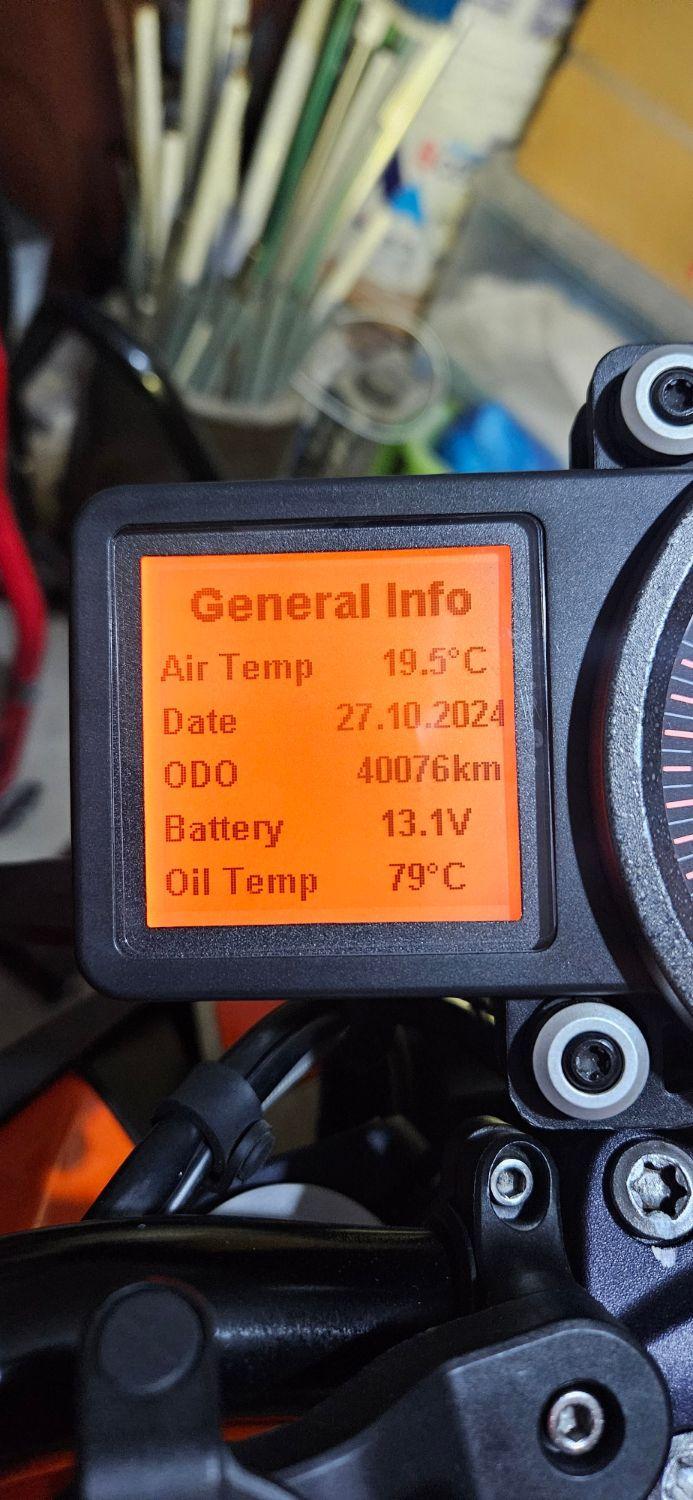 General Info
Air Temp 19.5°C
Date 27.10.2024
ODO 40076km
Battery 13.1V
Oil Temp 79°C